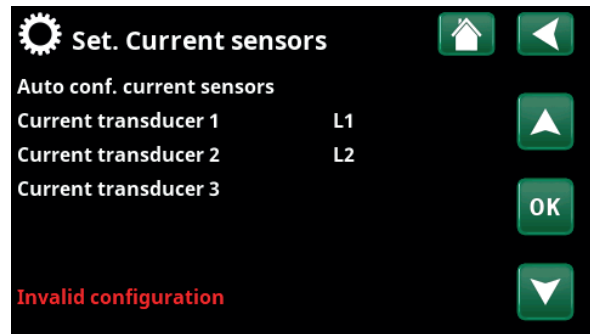 Set. Current sensors
Auto conf. current sensors
Current transducer 1 L1
Current transducer 2 L2
Current transducer 3
OK
Invalid configuration